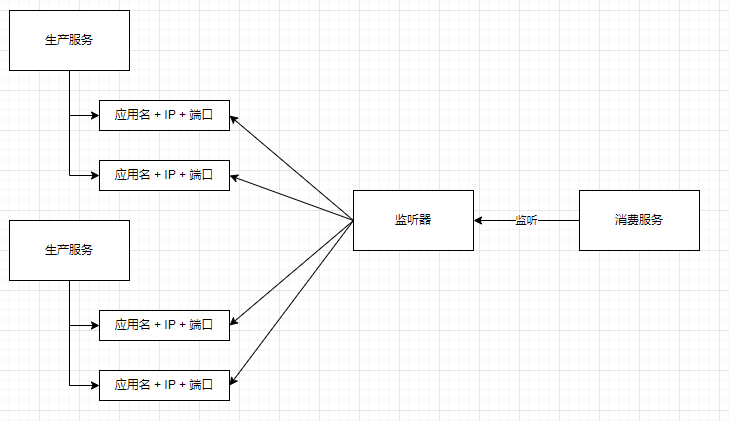 生产服务
应用名 + IP + 端口
应用名 + IP + 端口
监听器
监听
消费服务
生产服务
应用名 + IP + 端口
应用名 + IP + 端口